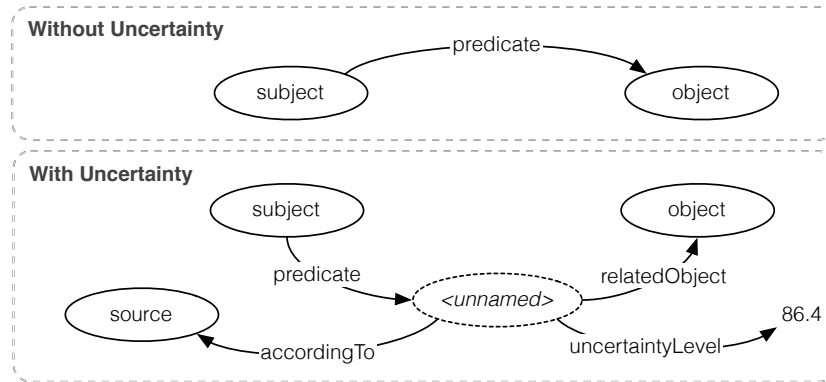 Without Uncertainty
predicate
subject
object
With Uncertainty
subject
object
predicate
relatedObject
<unnamed>
source
86.4
accordingTo
uncertaintyLevel